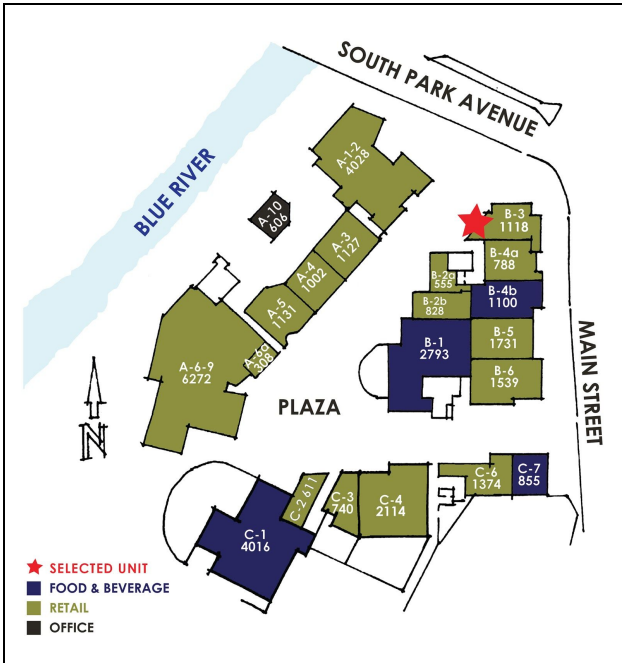 SOUTH PARK AVENUE
BLUE RIVER
A-1-2
4028
A-10
606
A-3
1127
A-4
1002
A-5
1131
A-6a
308
A-6-9
6272
B-3
1118
B-4a
788
B-2a
555
B-4b
1100
B-2b
828
B-1
2793
B-5
1731
B-6
1539
MAIN STREET
PLAZA
N
C-1
4016
C-2 611
C-3
740
C-4
2114
C-6
1374
C-7
855
SELECTED UNIT
FOOD & BEVERAGE
RETAIL
OFFICE